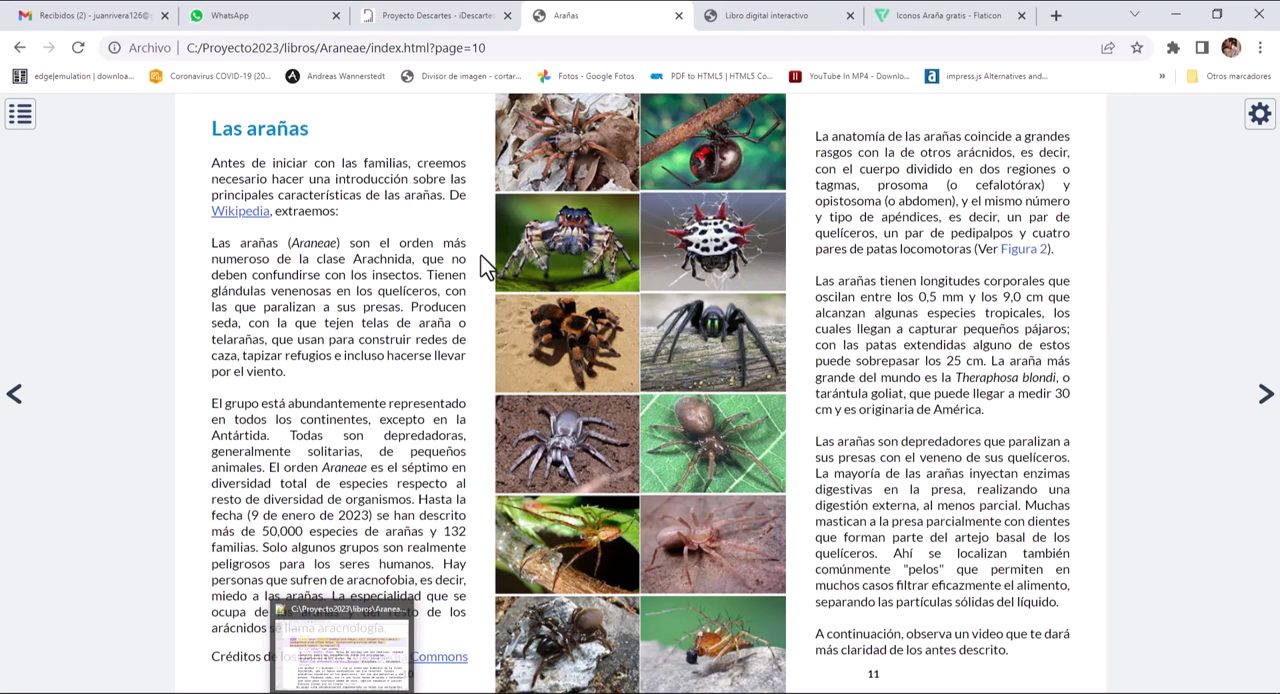 Recibidos (2) - juanrivera126@
WhatsApp
Proyecto Descartes - iDescartes
Arañas
Libro digital interactivo
Iconos Araña gratis - Flaticon
Archivo | C:/Proyecto2023/libros/Araneae/index.html?page=10
edge|emulation | downloa...
Coronavirus COVID-19 (20...
Andreas Wannerstedt
Divisor de imagen - cortar...
Fotos - Google Fotos
PDF to HTML5 | HTML5 Co...
YouTube In MP4 - Downlo...
impress.js Alternatives and...
»
Otros marcadores
Las arañas
Antes de iniciar con las familias, creemos
necesario hacer una introducción sobre las
principales características de las arañas. De
Wikipedia, extraemos:
Las arañas (Araneae) son el orden más
numeroso de la clase Arachnida, que no
deben confundirse con los insectos. Tienen
glándulas venenosas en los quelíceros, con
las que paralizan a sus presas. Producen
seda, con la que tejen telas de araña o
telarañas, que usan para construir redes de
caza, tapizar refugios e incluso hacerse llevar
por el viento.
El grupo está abundantemente representado
en todos los continentes, excepto en la
Antártida. Todas son depredadoras,
generalmente solitarias, de pequeños
animales. El orden Araneae es el séptimo en
diversidad total de especies respecto al
resto de diversidad de organismos. Hasta la
fecha (9 de enero de 2023) se han descrito
más de 50,000 especies de arañas y 132
familias. Solo algunos grupos son realmente
peligrosos para los seres humanos. Hay
personas que sufren de aracnofobia, es decir,
miedo a las arañas. La especialidad que se
ocupa de las arañas y del resto de los
arácnidos se llama aracnología.
Créditos de los Commons
C:\Proyecto2023\libros\Aranea...
La anatomía de las arañas coincide a grandes
rasgos con la de otros arácnidos, es decir,
con el cuerpo dividido en dos regiones o
tagmas, prosoma (o cefalotórax) y
opistosoma (o abdomen), y el mismo número
y tipo de apéndices, es decir, un par de
quelíceros, un par de pedipalpos y cuatro
pares de patas locomotoras (Ver Figura 2).
Las arañas tienen longitudes corporales que
oscilan entre los 0,5 mm y los 9,0 cm que
alcanzan algunas especies tropicales, los
cuales llegan a capturar pequeños pájaros;
con las patas extendidas alguno de estos
puede sobrepasar los 25 cm. La araña más
grande del mundo es la Theraphosa blondi, o
tarántula goliat, que puede llegar a medir 30
cm y es originaria de América.
Las arañas son depredadores que paralizan a
sus presas con el veneno de sus quelíceros.
La mayoría de las arañas inyectan enzimas
digestivas en la presa, realizando una
digestión externa, al menos parcial. Muchas
mastican a la presa parcialmente con dientes
que forman parte del artejo basal de los
quelíceros. Ahí se localizan también
comúnmente "pelos" que permiten en
muchos casos filtrar eficazmente el alimento,
separando las partículas sólidas del líquido.
continuación, observa un video que te dará
más claridad de los antes descrito.
11